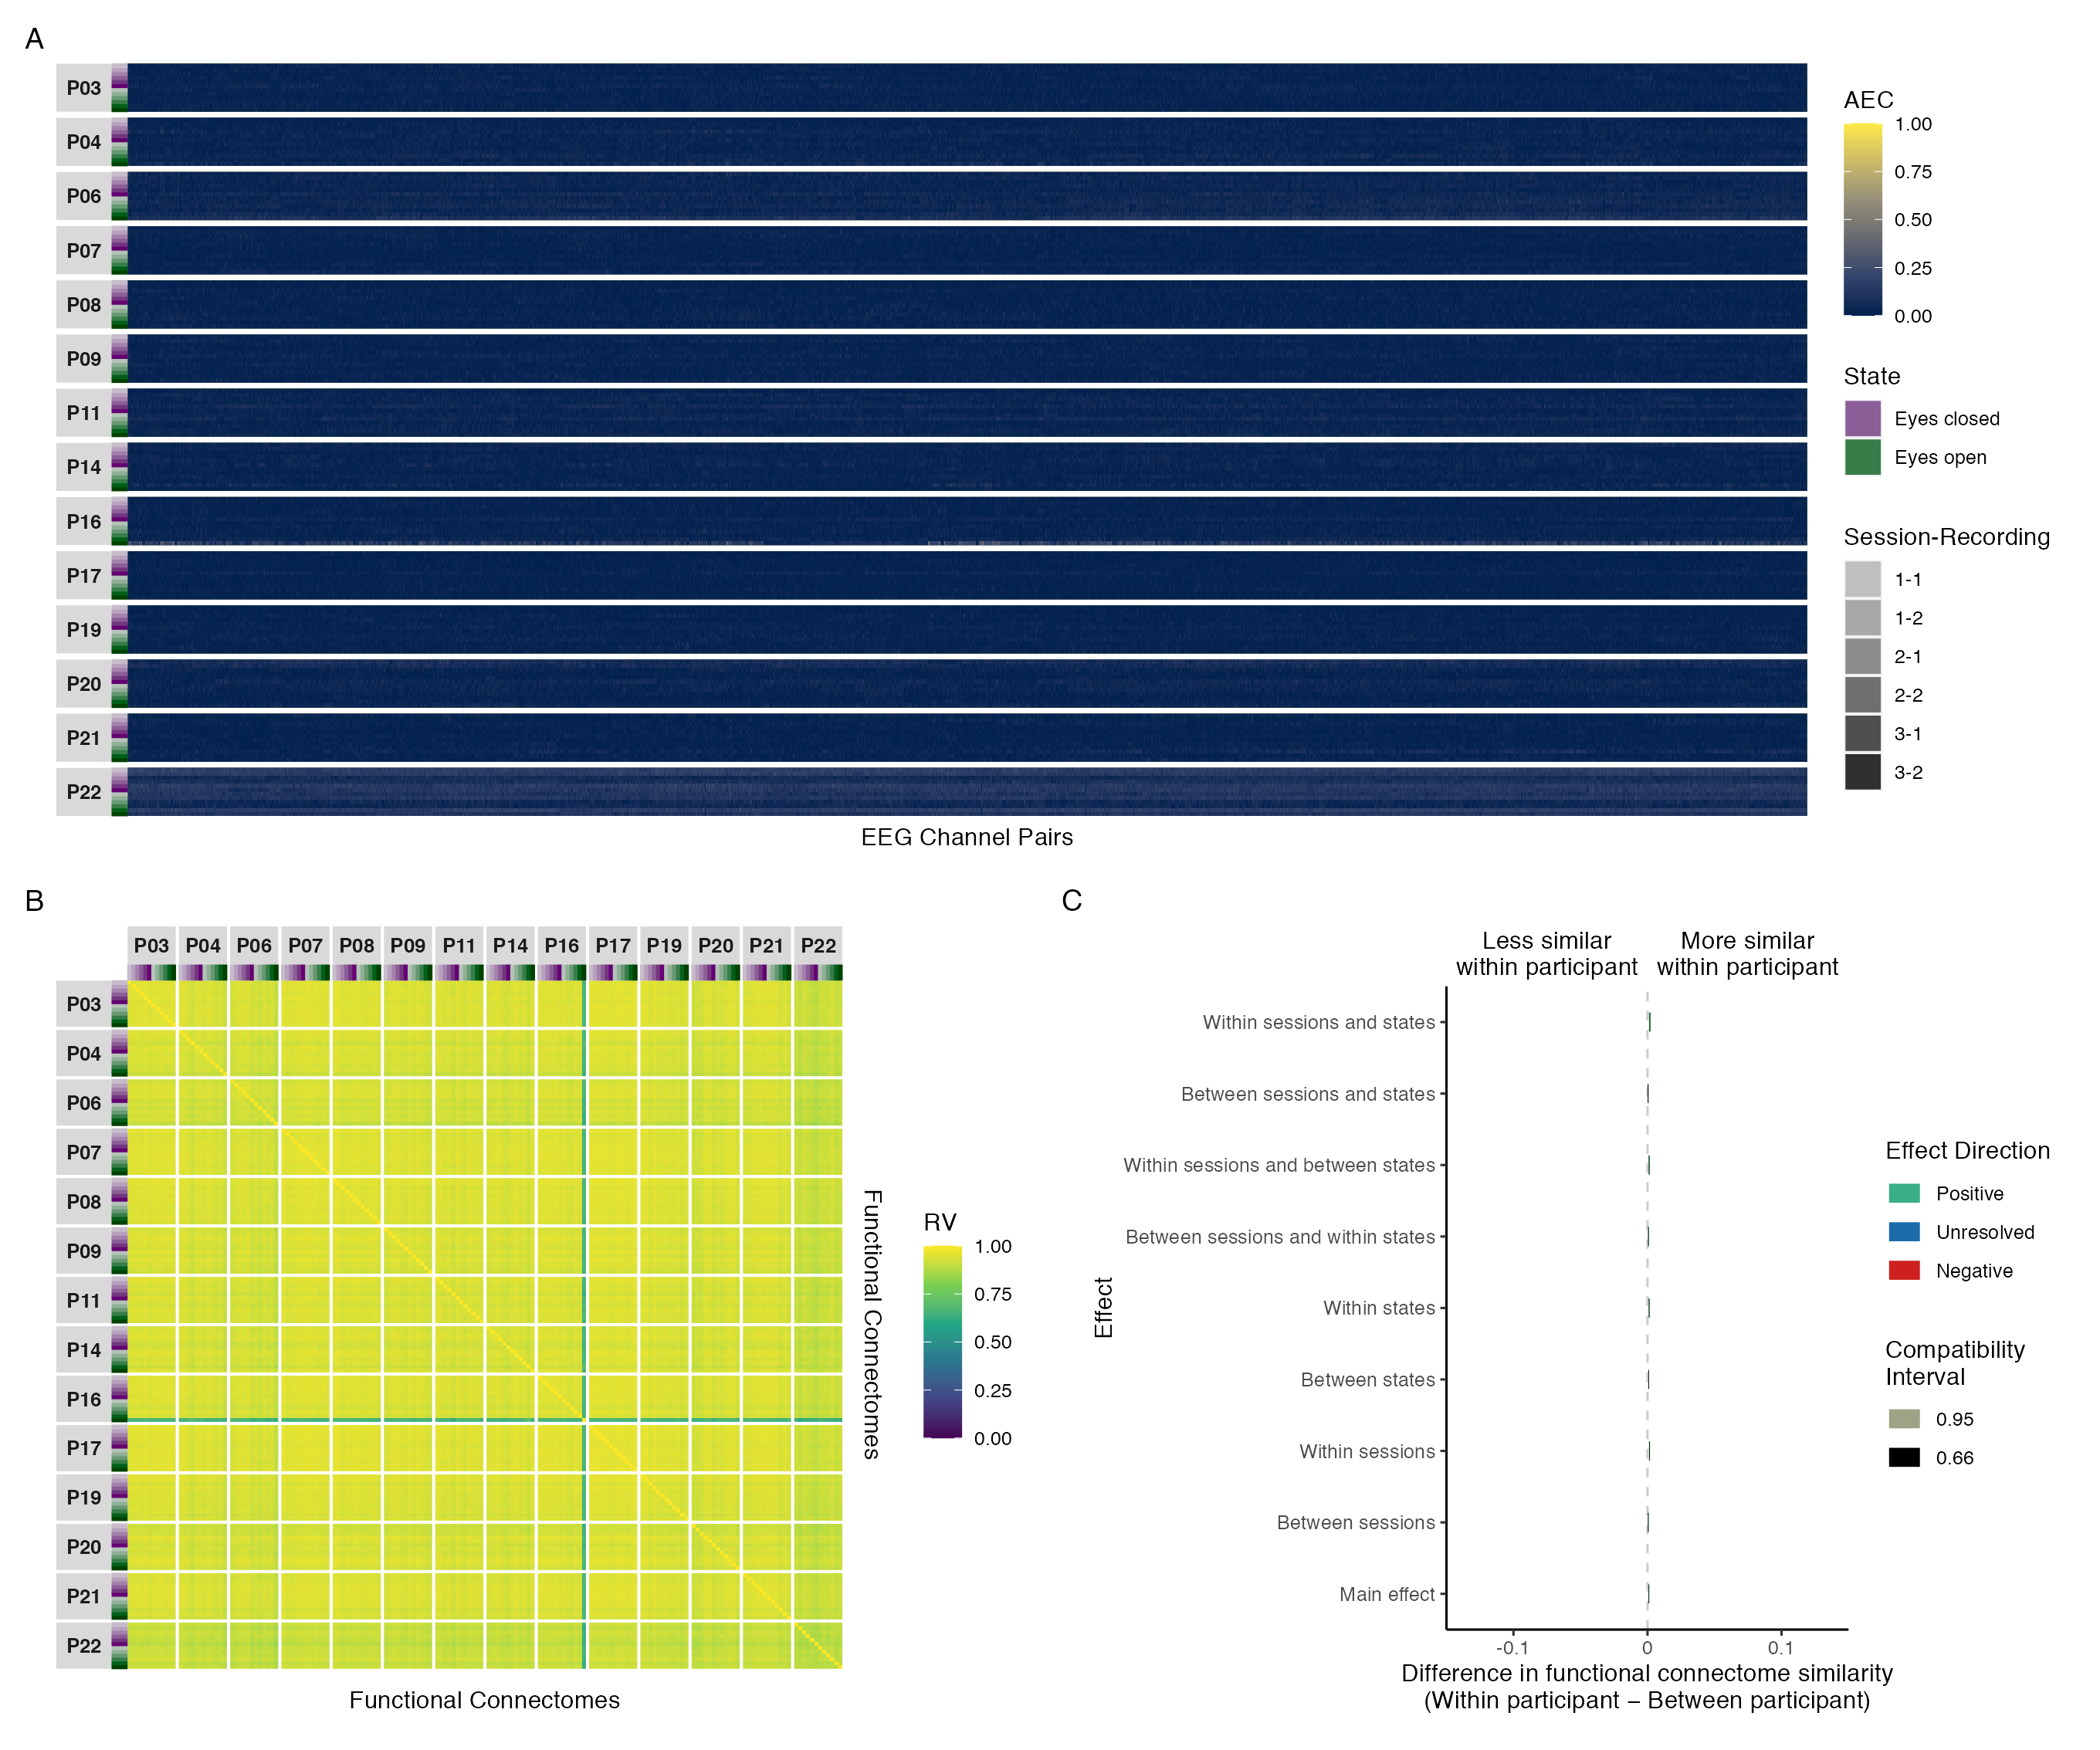 A
P03
P04
P06
P07
P08
P09
P11
P14
P16
P17
P19
P20
P21
P22
EEG Channel Pairs
AEC
1.00
0.75
0.50
0.25
0.00
State
Eyes closed
Eyes open
Session-Recording
1-1
1-2
2-1
2-2
3-1
3-2
B
P03 P04 P06 P07 P08 P09 P11 P14 P16 P17 P19 P20 P21 P22
P03
P04
P06
P07
P08
P09
P11
P14
P16
P17
P19
P20
P21
P22
Functional Connectomes
Functional Connectomes
RV
1.00
0.75
0.50
0.25
0.00
C
Less similar
within participant
More similar
within participant
Effect
Within sessions and states
Between sessions and states
Within sessions and between states
Between sessions and within states
Within states
Between states
Within sessions
Between sessions
Main effect
-0.1 0 0.1
Difference in functional connectome similarity
(Within participant – Between participant)
Effect Direction
Positive
Unresolved
Negative
Compatibility
Interval
0.95
0.66